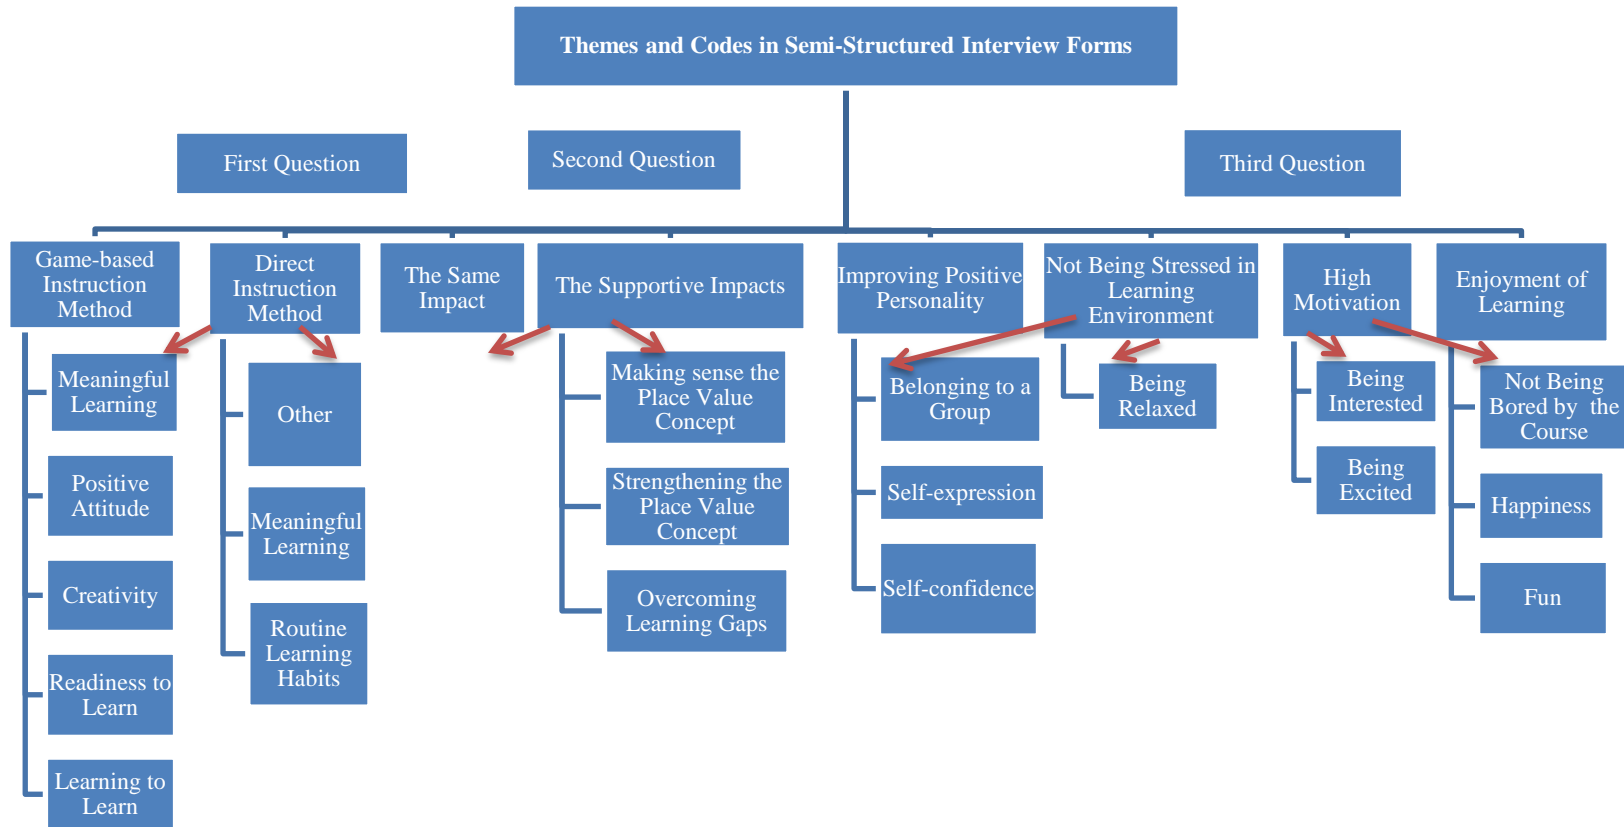 Themes and Codes in Semi-Structured Interview Forms
First Question
Second Question
Third Question
Game-based
Instruction
Method
Direct
Instruction
Method
The Same
Impact
The Supportive Impacts
Improving Positive
Personality
Not Being Stressed in
Learning
Environment
High
Motivation
Enjoyment of
Learning
Meaningful
Learning
Positive
Attitude
Creativity
Readiness to
Learn
Learning to
Learn
Other
Meaningful
Learning
Routine
Learning
Habits
Making sense the
Place Value
Concept
Strengthening the
Place Value
Concept
Overcoming
Learning Gaps
Belonging to a
Group
Self-expression
Self-confidence
Being
Relaxed
Being
Interested
Being
Excited
Not Being
Bored by the
Course
Happiness
Fun